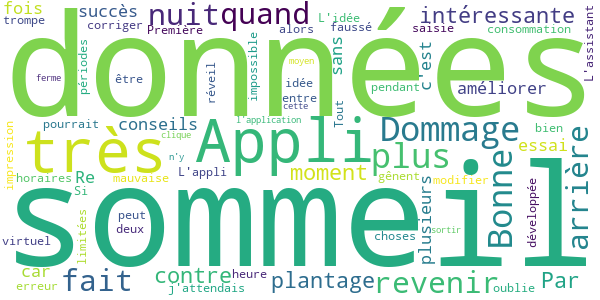 fois succès nuit quand L'idée intéressante
trompe corriger Première alors faussé saisie consommation L'assistant
données
périodes ferme être réveil impossible idée entre moyen cette sans Tout pendant c'est améliorer
impression pourrait conseils clique l'application Dommage essai bien
très n'y Appli plus arrière
horaires Re mauvaise L'appli moment gênent modifier
Si sommeil Bonne
limitées peut deux plusieurs développée
virtuel choses sortir
car fait contre heure plantage revenir Par
erreur j'attendais oublie